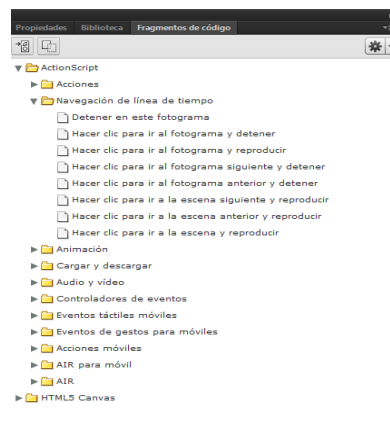 Propiedades Biblioteca Fragmentos de código
ActionScript
Acciones
Navegación de línea de tiempo
Detener en este fotograma
Hacer clic para ir al fotograma y detener
Hacer clic para ir al fotograma y reproducir
Hacer clic para ir al fotograma siguiente y detener
Hacer clic para ir al fotograma anterior y detener
Hacer clic para ir a la escena siguiente y reproducir
Hacer clic para ir a la escena anterior y reproducir
Hacer clic para ir a la escena y reproducir
Animación
Cargar y descargar
Audio y vídeo
Controladores de eventos
Eventos táctiles móviles
Eventos de gestos para móviles
Acciones móviles
AIR para móvil
AIR
HTML5 Canvas